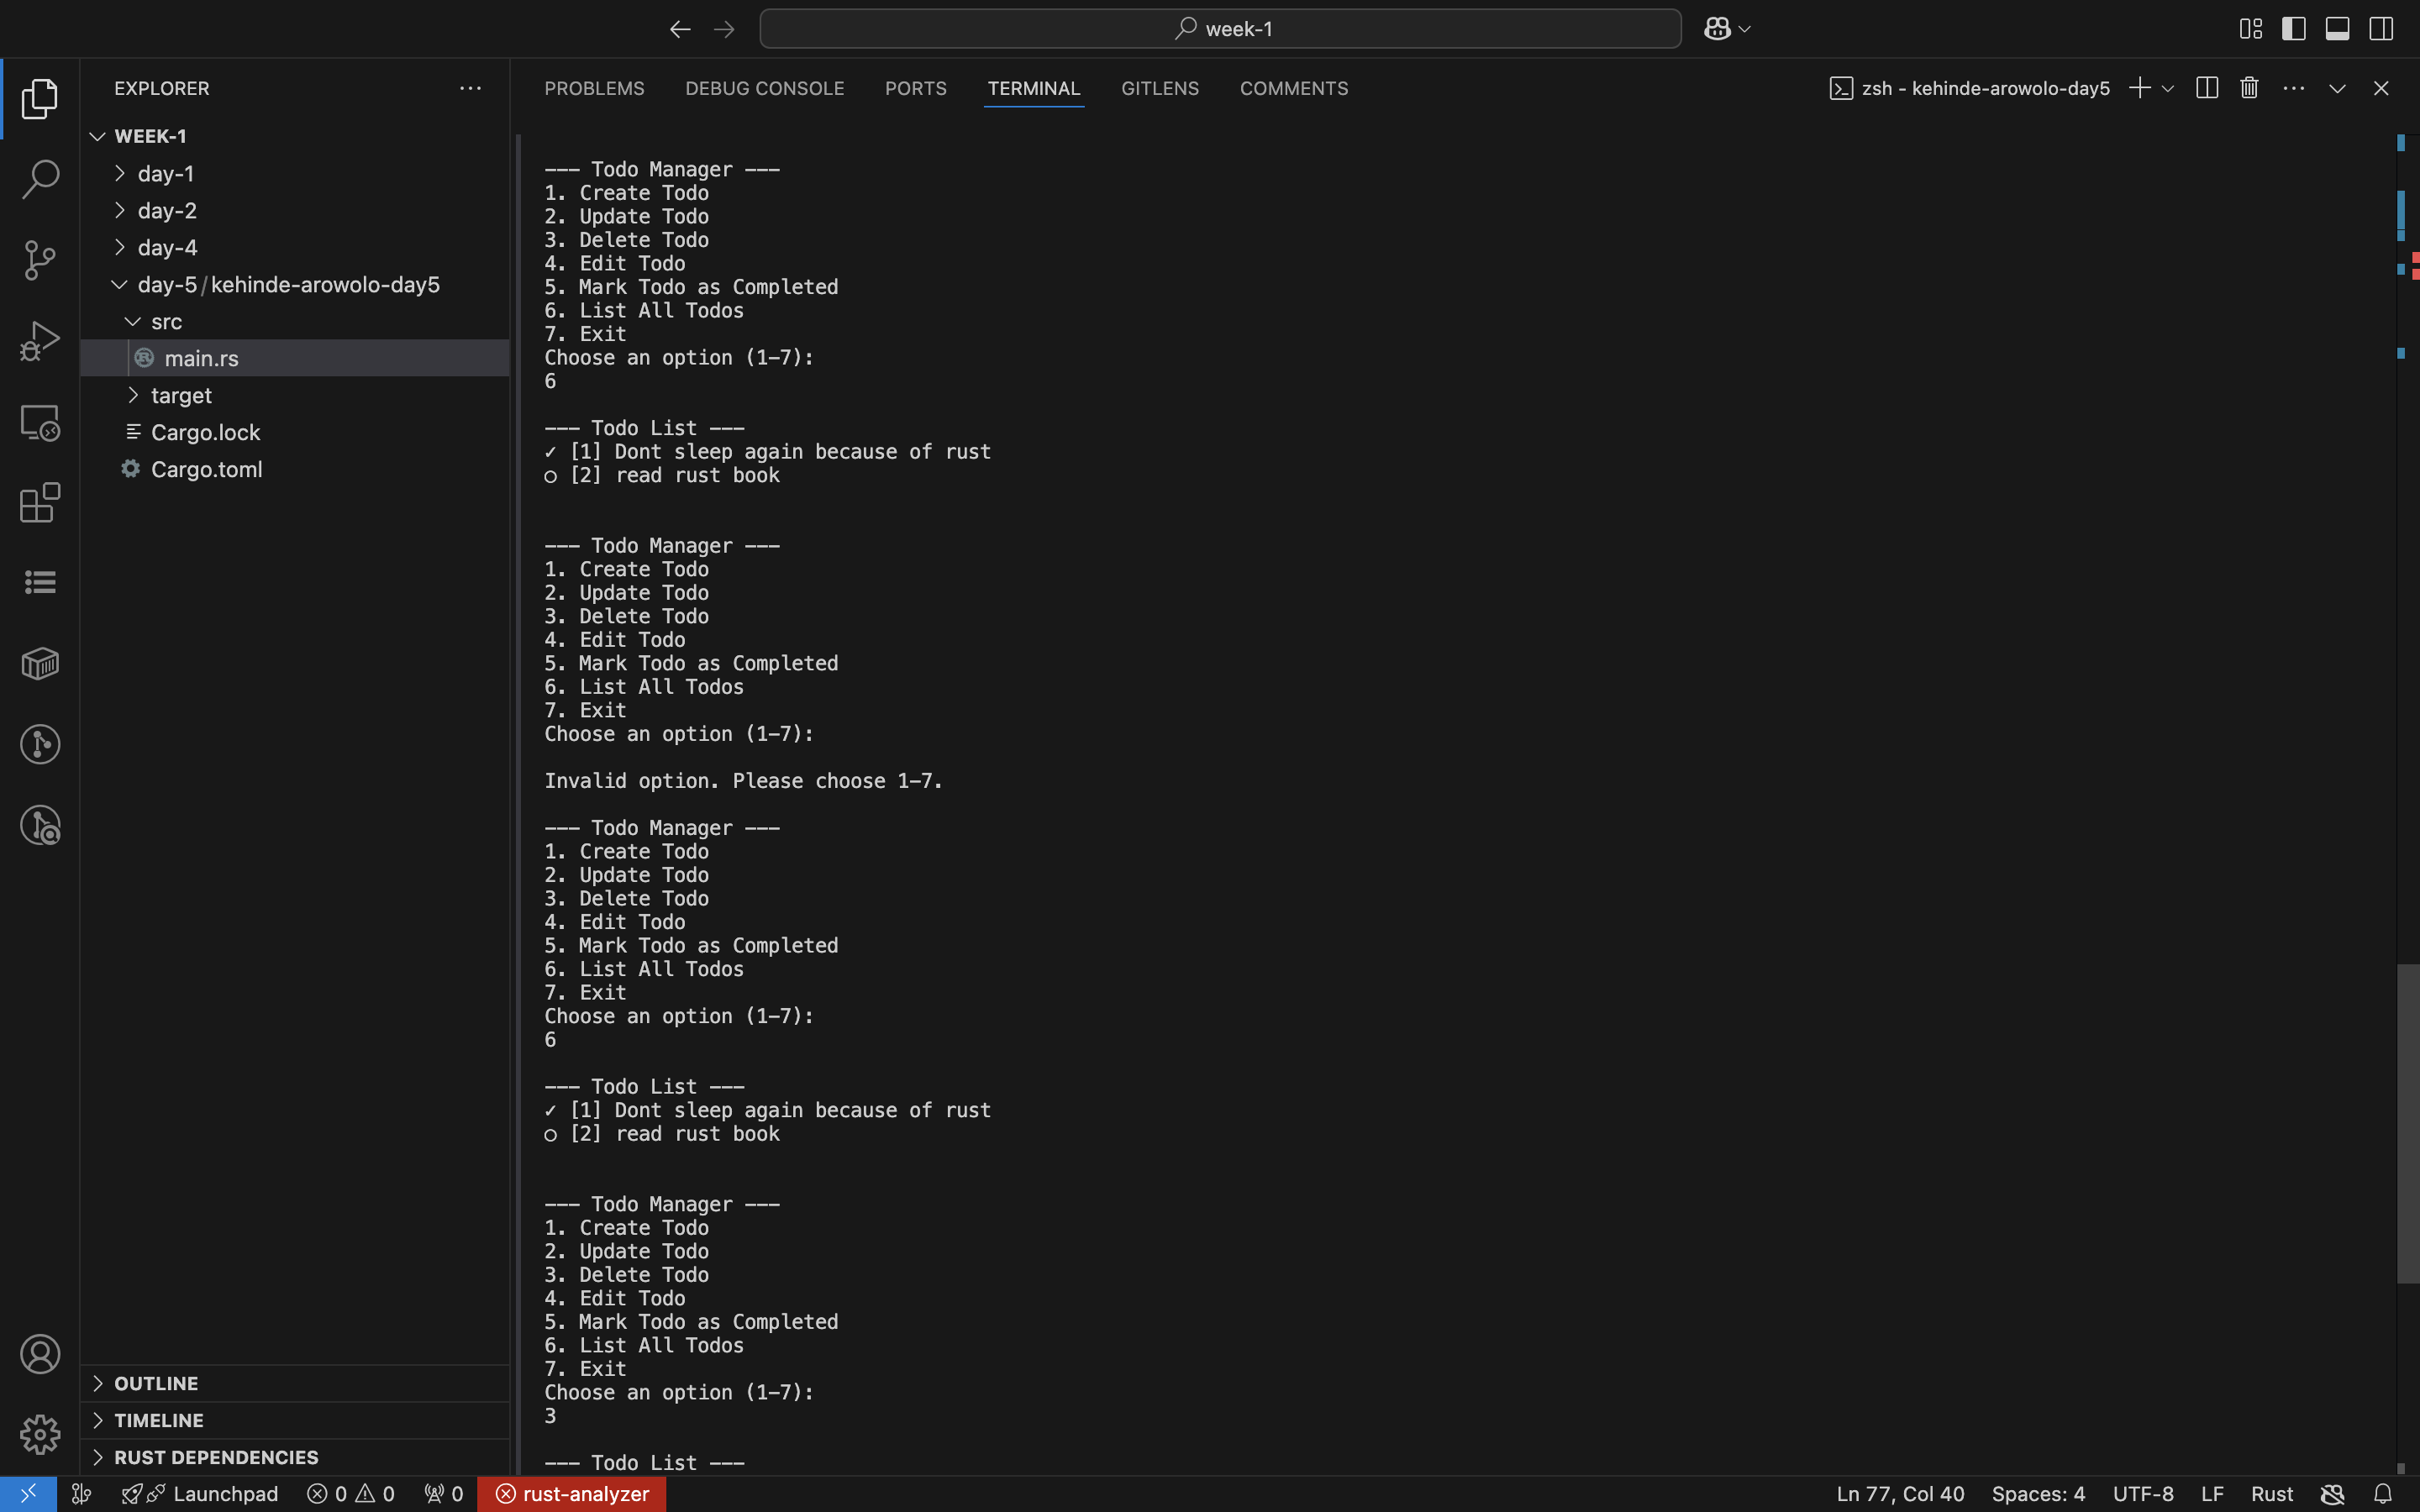 week-1
EXPLORER
WEEK-1
day-1
day-2
day-4
day-5/kehinde-arowolo-day5
src
main.rs
target
Cargo.lock
Cargo.toml
OUTLINE
TIMELINE
RUST DEPENDENCIES
PROBLEMS DEBUG CONSOLE PORTS TERMINAL GITLENS COMMENTS
zsh - kehinde-arowolo-day5
--- Todo Manager ---
1. Create Todo
2. Update Todo
3. Delete Todo
4. Edit Todo
5. Mark Todo as Completed
6. List All Todos
7. Exit
Choose an option (1-7):
6
--- Todo List ---
✓ [1] Dont sleep again because of rust
○ [2] read rust book
--- Todo Manager ---
1. Create Todo
2. Update Todo
3. Delete Todo
4. Edit Todo
5. Mark Todo as Completed
6. List All Todos
7. Exit
Choose an option (1-7):
Invalid option. Please choose 1-7.
--- Todo Manager ---
1. Create Todo
2. Update Todo
3. Delete Todo
4. Edit Todo
5. Mark Todo as Completed
6. List All Todos
7. Exit
Choose an option (1-7):
6
--- Todo List ---
✓ [1] Dont sleep again because of rust
○ [2] read rust book
--- Todo Manager ---
1. Create Todo
2. Update Todo
3. Delete Todo
4. Edit Todo
5. Mark Todo as Completed
6. List All Todos
7. Exit
Choose an option (1-7):
3
--- Todo List ---
Launchpad 0 0 0 rust-analyzer Ln 77, Col 40 Spaces: 4 UTF-8 LF Rust